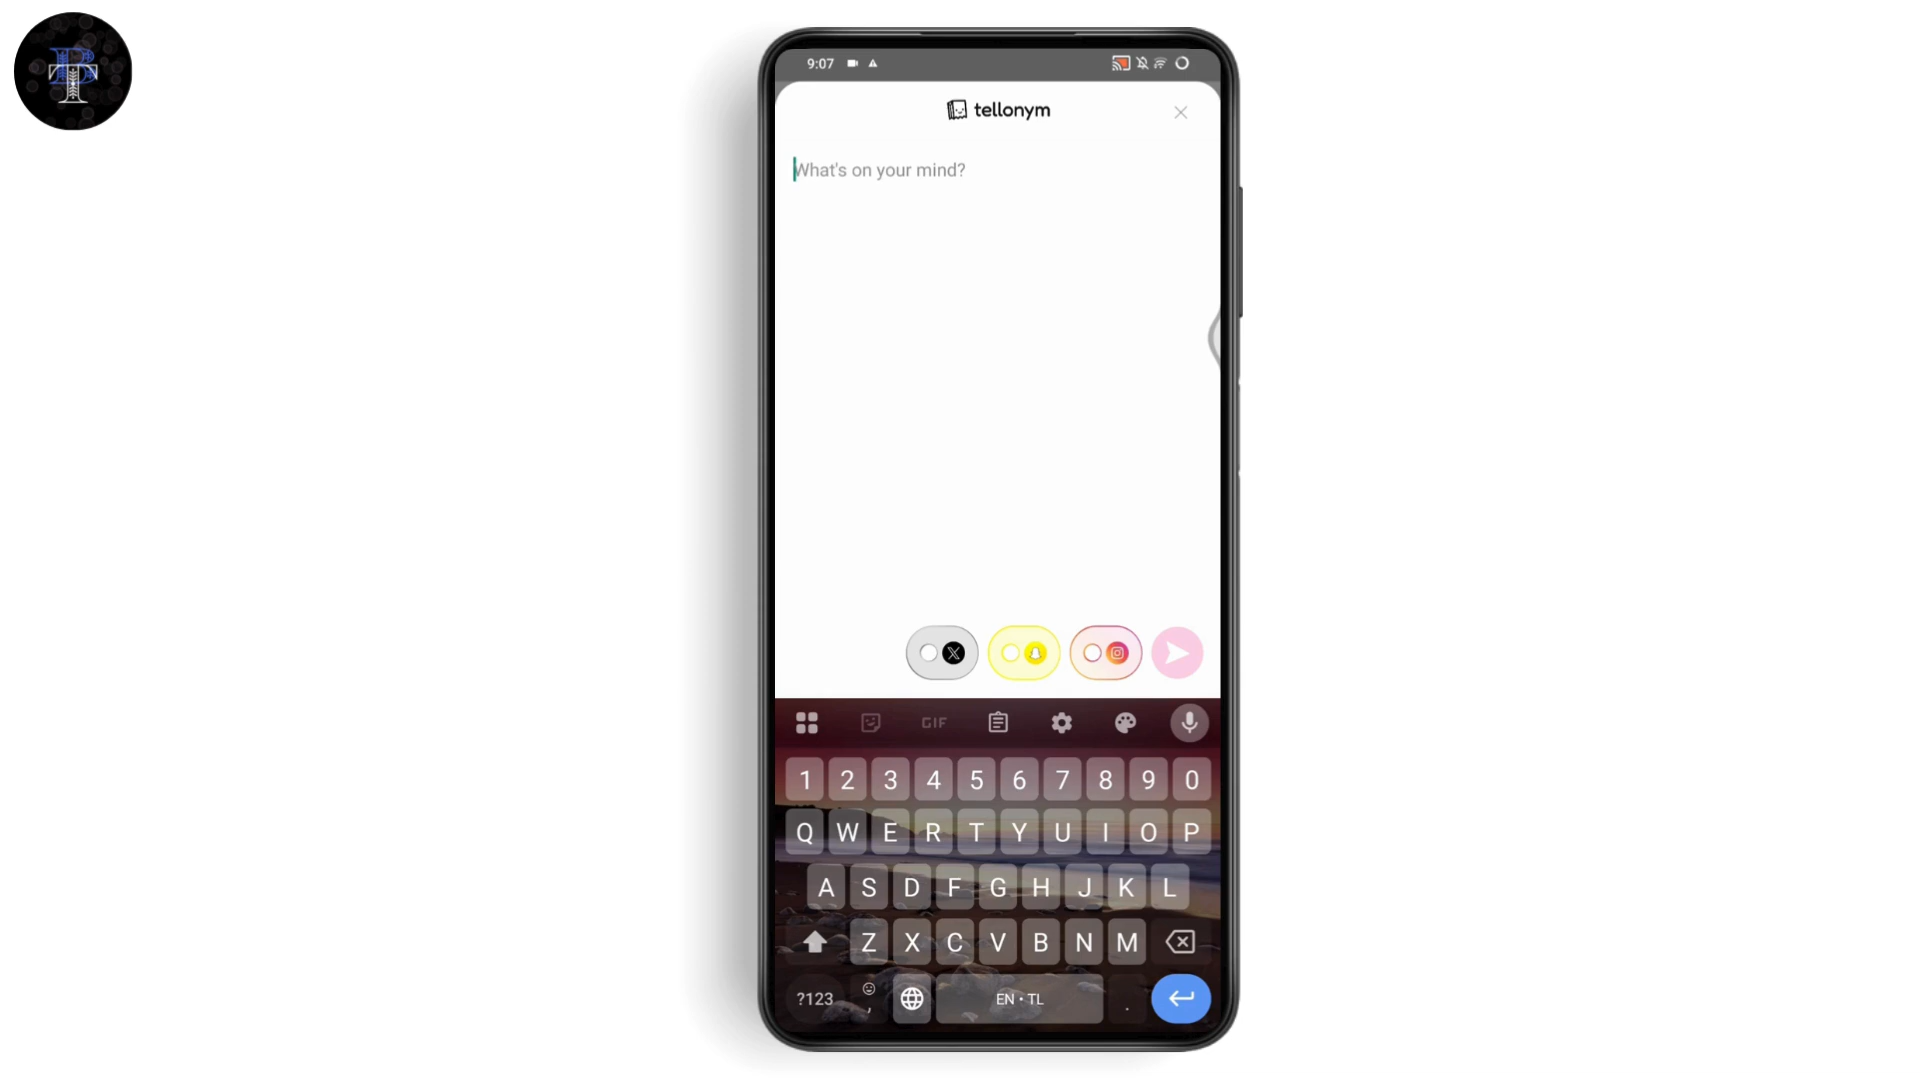 BT
9:07
tellonym
What's on your mind?
GIF
1 2 3 4 5 6 7 8 9 0
Q W E R T Y U I O P
A S D F G H J K L
Z X C V B N M
?123 , EN • TL .